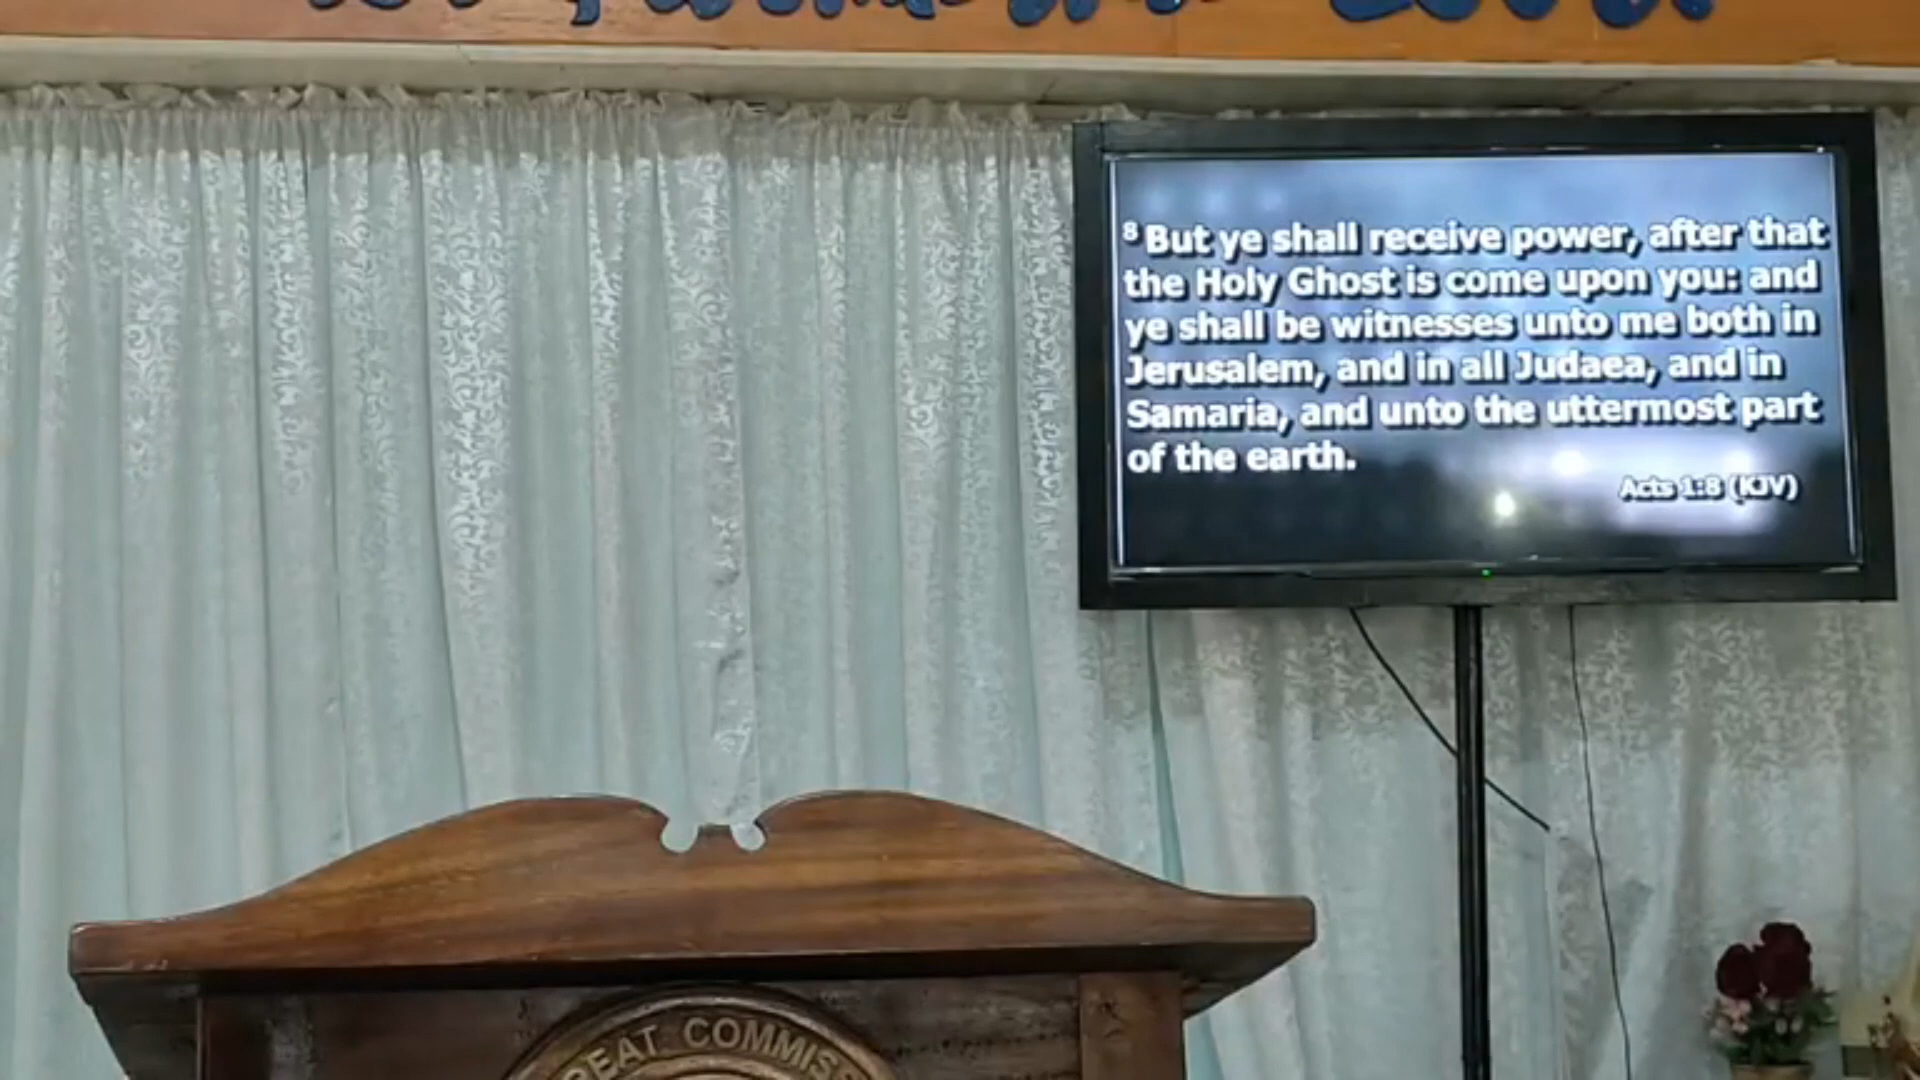 8 But ye shall receive power, after that
the Holy Ghost is come upon you: and
ye shall be witnesses unto me both in
Jerusalem, and in all Judaea, and in
Samaria, and unto the uttermost part
of the earth.
Acts 1:8 (KJV)
COMMISS